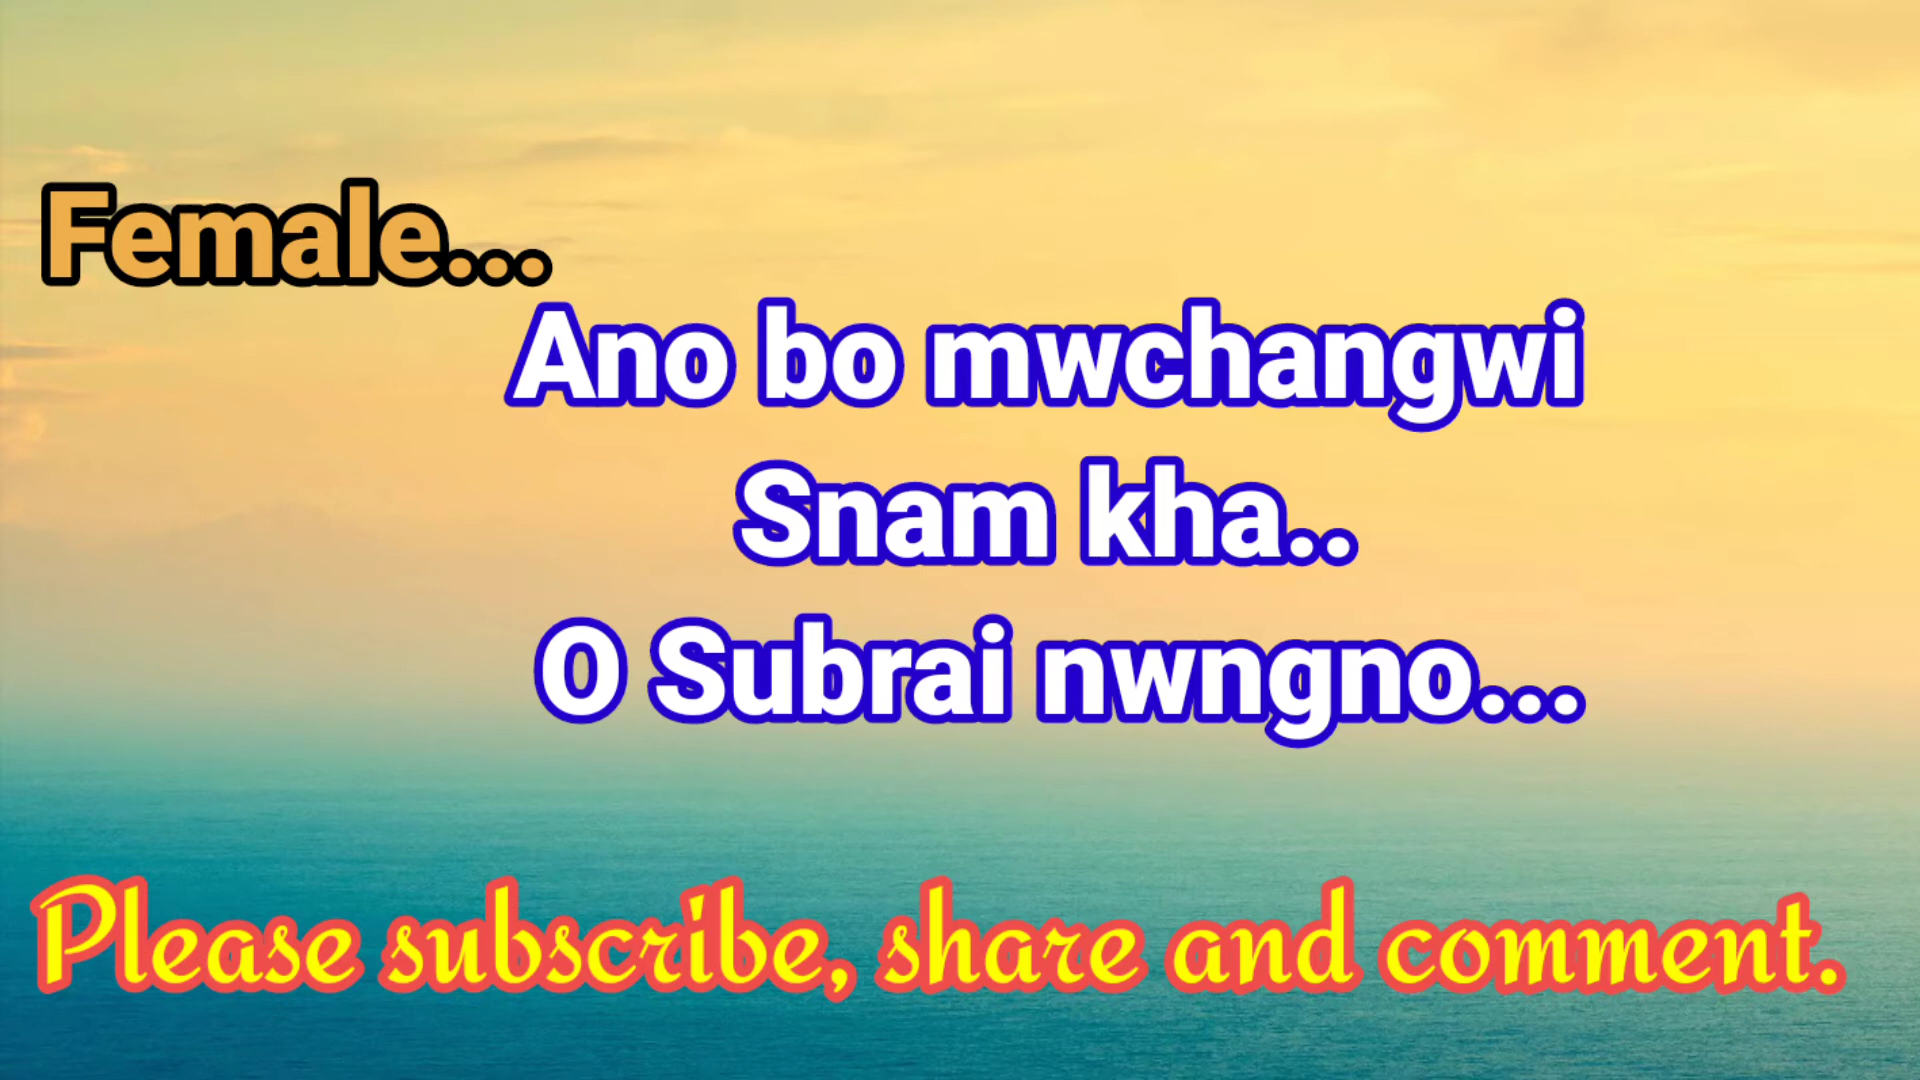 Female...
Ano bo mwchangwi
Snam kha..
O Subrai nwngno...
Please subscribe, share and comment.